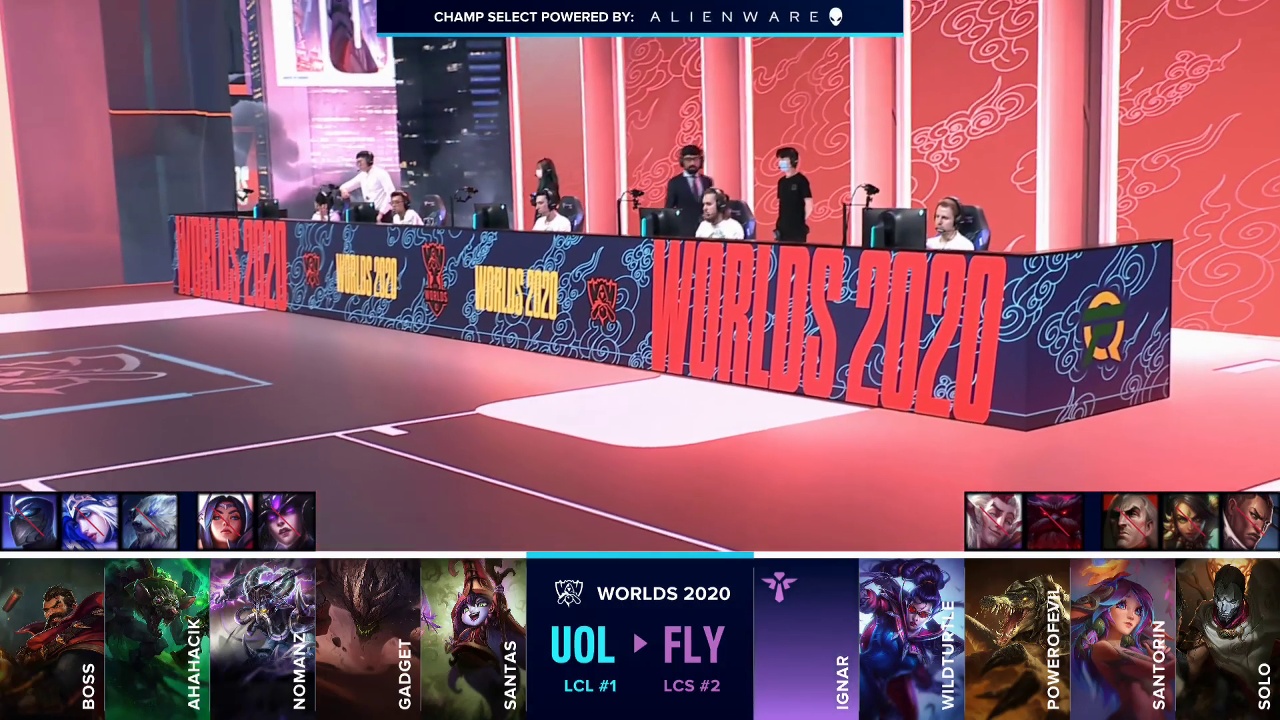 CHAMP SELECT POWERED BY: ALIENWARE
WORLDS 2020
WORLDS 2020
WORLDS
WORLDS 2020
WORLDS 2020
BOSS
AHAHACIK
NOMANZ
GADGET
SANTAS
WORLDS 2020
UOL FLY
LCL #1 LCS #2
IGNAR
WILDTURTLE
POWEROFEVIL
SANTORIN
SOLO